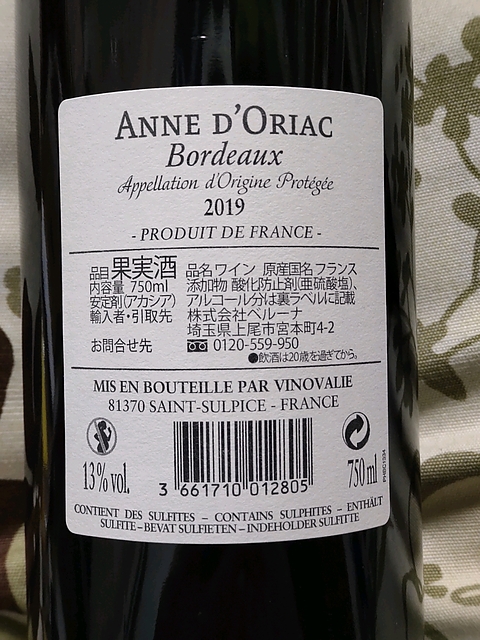 ANNE D'ORIAC
Bordeaux
Appellation d'Origine Protégée
2019
- PRODUIT DE FRANCE -
品目 果実酒 品名 ワイン 原産国名 フランス
内容量 750ml 添加物 酸化防止剤(亜硫酸塩)、
安定剤(アカシア) アルコール分は裏ラベルに記載
輸入者・引取先 株式会社ベルーナ
埼玉県上尾市宮本町4-2
お問合せ先 0120-559-950
●飲酒は20歳を過ぎてから。
MIS EN BOUTEILLE PAR VINOVALIE
81370 SAINT-SULPICE - FRANCE
13% vol.
3 661710 012805
750 ml
CONTIENT DES SULFITES – CONTAINS SULPHITES – ENTHÄLT
SULFITE – BEVAT SULFIETEN – INDEHOLDER SULFITTE